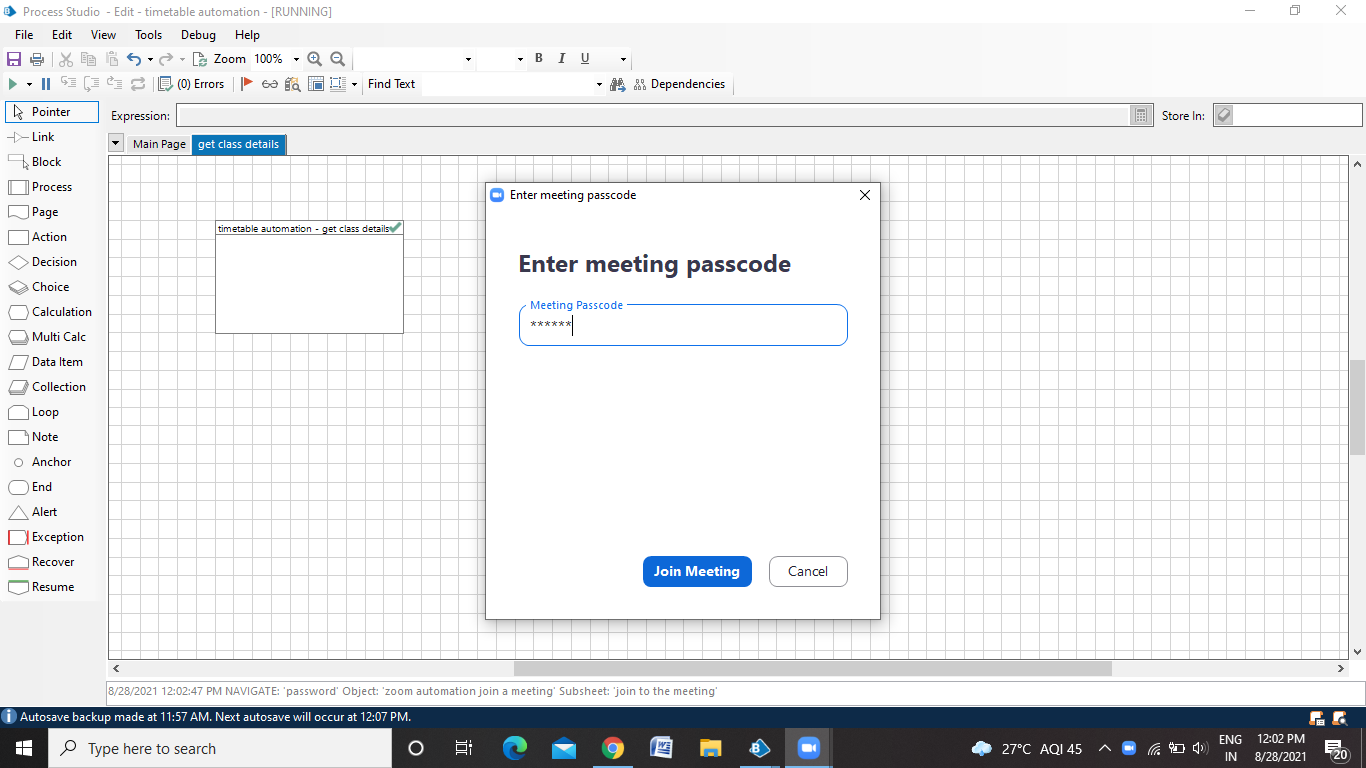 Process Studio - Edit - timetable automation - [RUNNING]
File Edit View Tools Debug Help
Zoom 100% B I U
(0) Errors Find Text Dependencies
Pointer
Link
Block
Process
Page
Action
Decision
Choice
Calculation
Multi Calc
Data Item
Collection
Loop
Note
Anchor
End
Alert
Exception
Recover
Resume
Expression: Store In:
Main Page get class details
timetable automation - get class details
Enter meeting passcode
Enter meeting passcode
Meeting Passcode
******
Join Meeting Cancel
8/28/2021 12:02:47 PM NAVIGATE: 'password' Object: 'zoom automation join a meeting' Subsheet: 'join to the meeting'
Autosave backup made at 11:57 AM. Next autosave will occur at 12:07 PM.
Type here to search
27°C AQI 45
ENG
IN
12:02 PM
8/28/2021
20